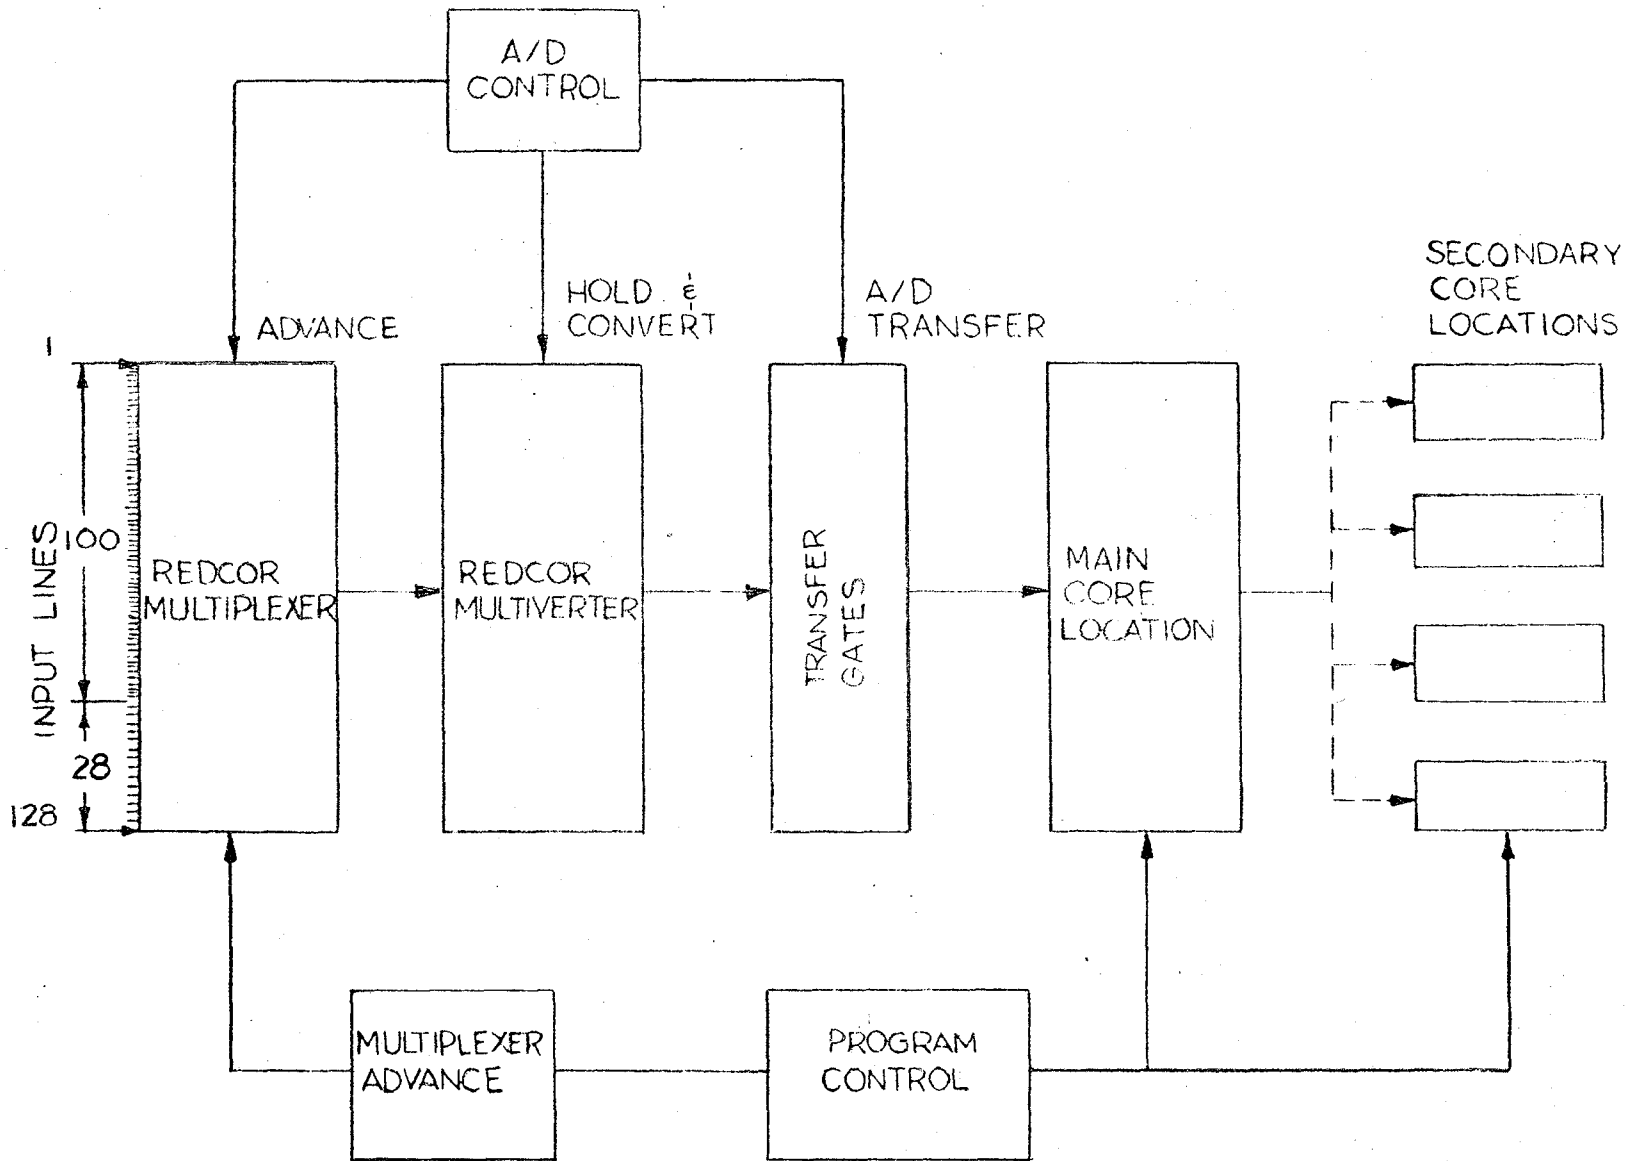 A/D
CONTROL
ADVANCE
HOLD &
CONVERT
A/D
TRANSFER
SECONDARY
CORE
LOCATIONS
1
INPUT LINES
100
28
128
REDCOR
MULTIPLEXER
REDCOR
MULTIVERTER
TRANSFER
GATES
MAIN
CORE
LOCATION
MULTIPLEXER
ADVANCE
PROGRAM
CONTROL